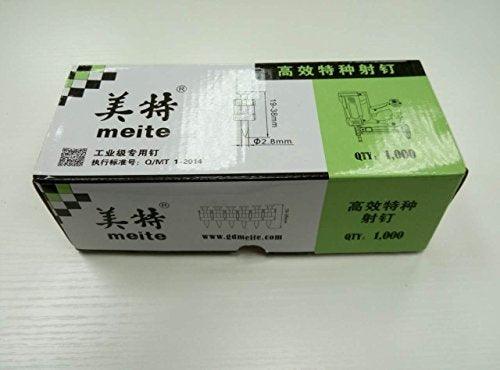 美特®
meite
工业级专用钉
执行标准号: Q/MT 1-2014
19-38mm
Φ2.8mm
高效特种射钉
QTY: 1,000
美特®
meite
www.gdmeite.com
高效特种
射钉
QTY: 1,000